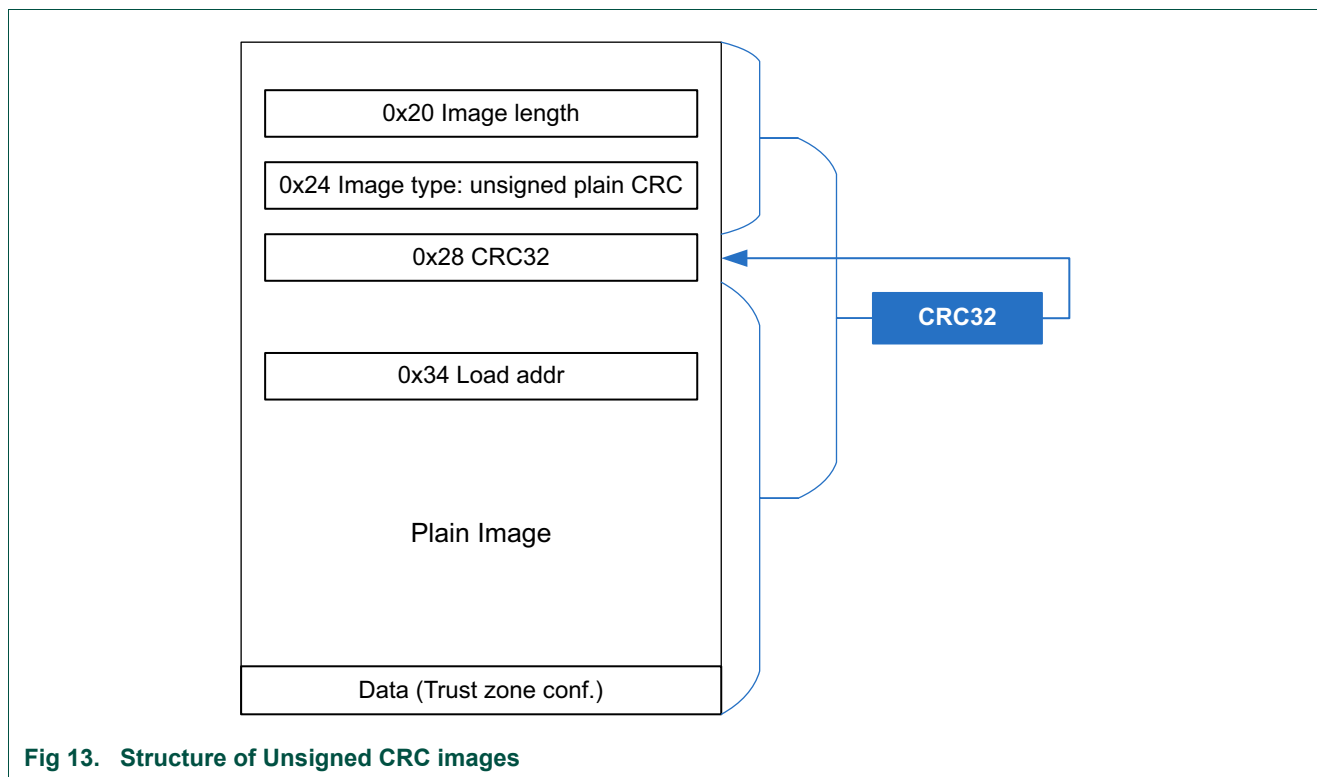 0x20 Image length
0x24 Image type: unsigned plain CRC
0x28 CRC32
CRC32
0x34 Load addr
Plain Image
Data (Trust zone conf.)
Fig 13. Structure of Unsigned CRC images